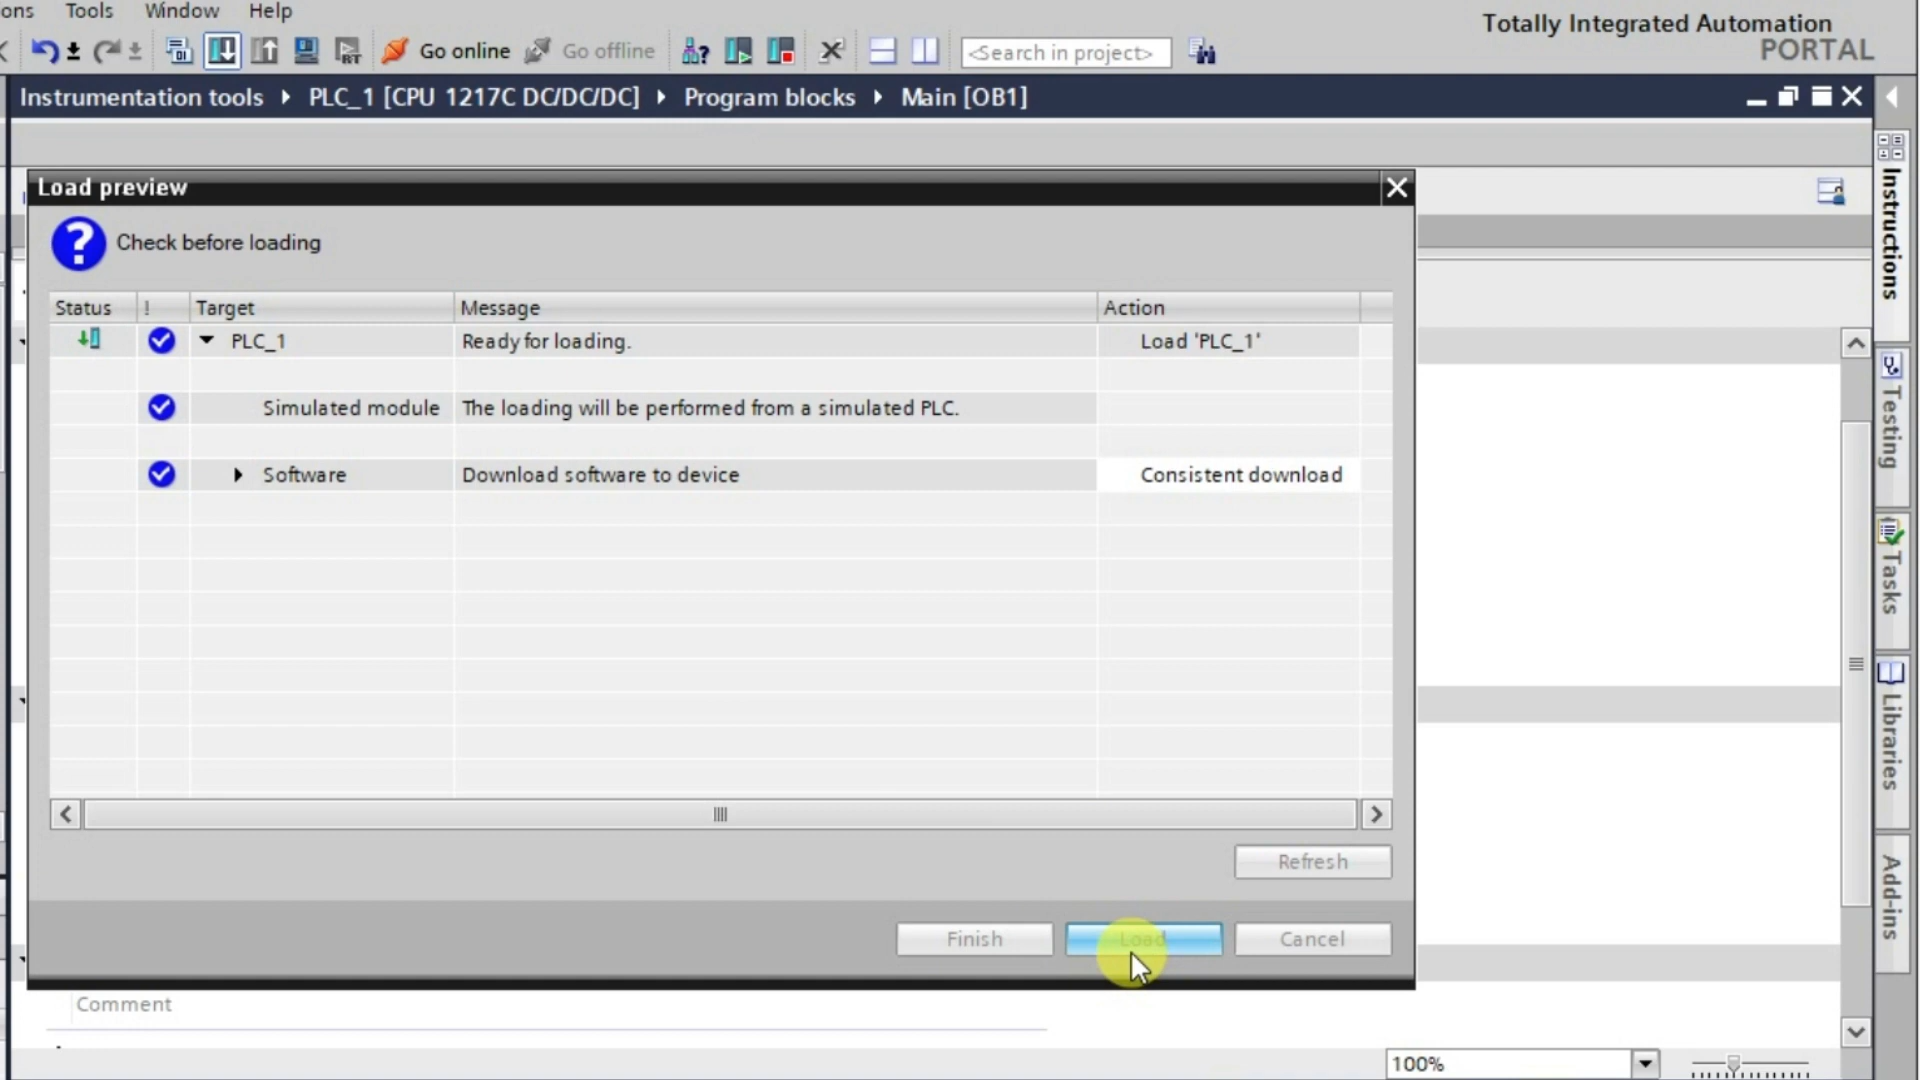 ons Tools Window Help
Totally Integrated Automation
PORTAL
Go online Go offline <Search in project>
Instrumentation tools PLC_1 [CPU 1217C DC/DC/DC] Program blocks Main [OB1]
Load preview
Check before loading
Status ! Target Message Action
PLC_1 Ready for loading. Load 'PLC_1'
Simulated module The loading will be performed from a simulated PLC.
Software Download software to device Consistent download
Refresh
Finish Load Cancel
Comment
100%
Instructions
Testing
Tasks
Libraries
Add-ins